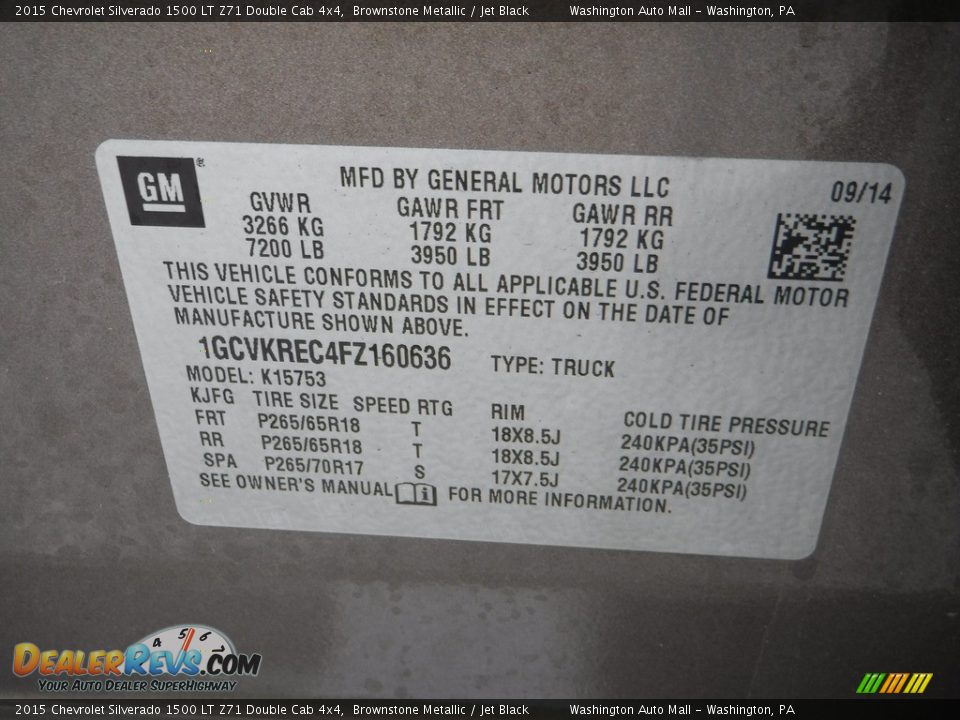 2015 Chevrolet Silverado 1500 LT Z71 Double Cab 4x4, Brownstone Metallic / Jet Black Washington Auto Mall - Washington, PA
GM®
MFD BY GENERAL MOTORS LLC 09/14
GVWR GAWR FRT GAWR RR
3266 KG 1792 KG 1792 KG
7200 LB 3950 LB 3950 LB
THIS VEHICLE CONFORMS TO ALL APPLICABLE U.S. FEDERAL MOTOR
VEHICLE SAFETY STANDARDS IN EFFECT ON THE DATE OF
MANUFACTURE SHOWN ABOVE.
1GCVKREC4FZ160636 TYPE: TRUCK
MODEL: K15753
KJFG TIRE SIZE SPEED RTG RIM COLD TIRE PRESSURE
FRT P265/65R18 T 18X8.5J 240KPA(35PSI)
RR P265/65R18 T 18X8.5J 240KPA(35PSI)
SPA P265/70R17 S 17X7.5J 240KPA(35PSI)
SEE OWNER'S MANUAL i FOR MORE INFORMATION.
4 5 6 7
DEALERREVS.COM
YOUR AUTO DEALER SUPERHIGHWAY
2015 Chevrolet Silverado 1500 LT Z71 Double Cab 4x4, Brownstone Metallic / Jet Black Washington Auto Mall - Washington, PA